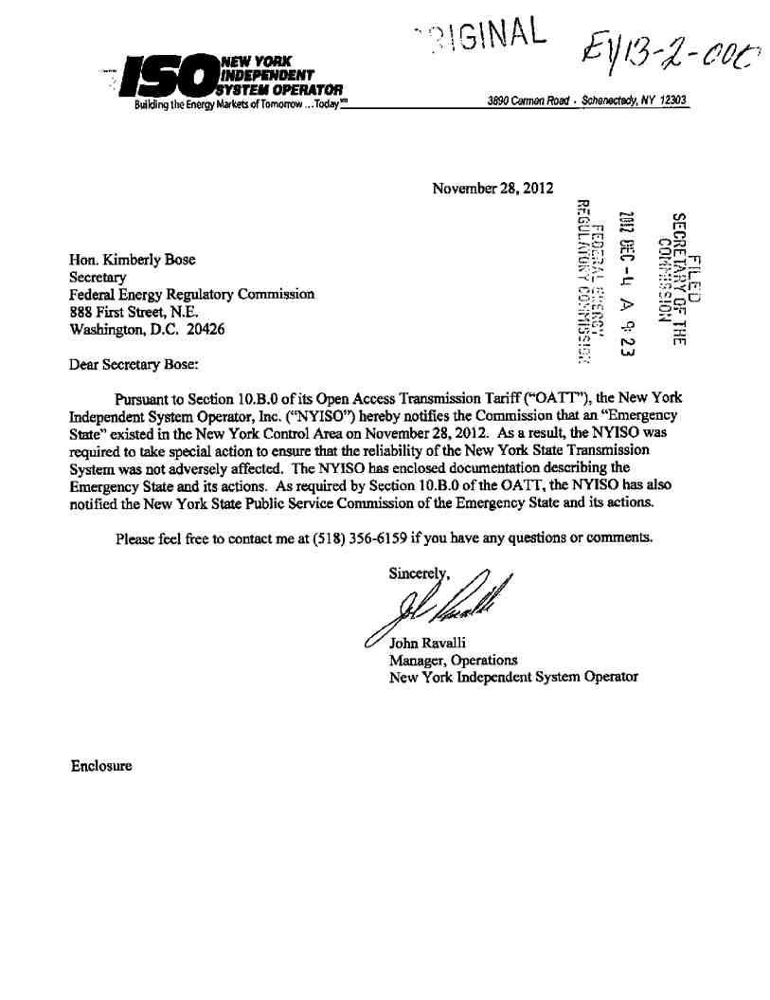 ORIGINAL
EY13-2-000
ISO NEW YORK
INDEPENDENT
SYSTEM OPERATOR
Building the Energy Markets of Tomorrow ...Today℠
3890 Carman Road - Schenectady, NY 12303
November 28, 2012
FILED
SECRETARY OF THE
COMMISSION
2012 DEC -4 A 9:23
FEDERAL ENERGY
REGULATORY COMMISSION
Hon. Kimberly Bose
Secretary
Federal Energy Regulatory Commission
888 First Street, N.E.
Washington, D.C. 20426
Dear Secretary Bose:
Pursuant to Section 10.B.0 of its Open Access Transmission Tariff (“OATT”), the New York
Independent System Operator, Inc. (“NYISO”) hereby notifies the Commission that an “Emergency
State” existed in the New York Control Area on November 28, 2012. As a result, the NYISO was
required to take special action to ensure that the reliability of the New York State Transmission
System was not adversely affected. The NYISO has enclosed documentation describing the
Emergency State and its actions. As required by Section 10.B.0 of the OATT, the NYISO has also
notified the New York State Public Service Commission of the Emergency State and its actions.
Please feel free to contact me at (518) 356-6159 if you have any questions or comments.
Sincerely,
John Ravalli
Manager, Operations
New York Independent System Operator
Enclosure